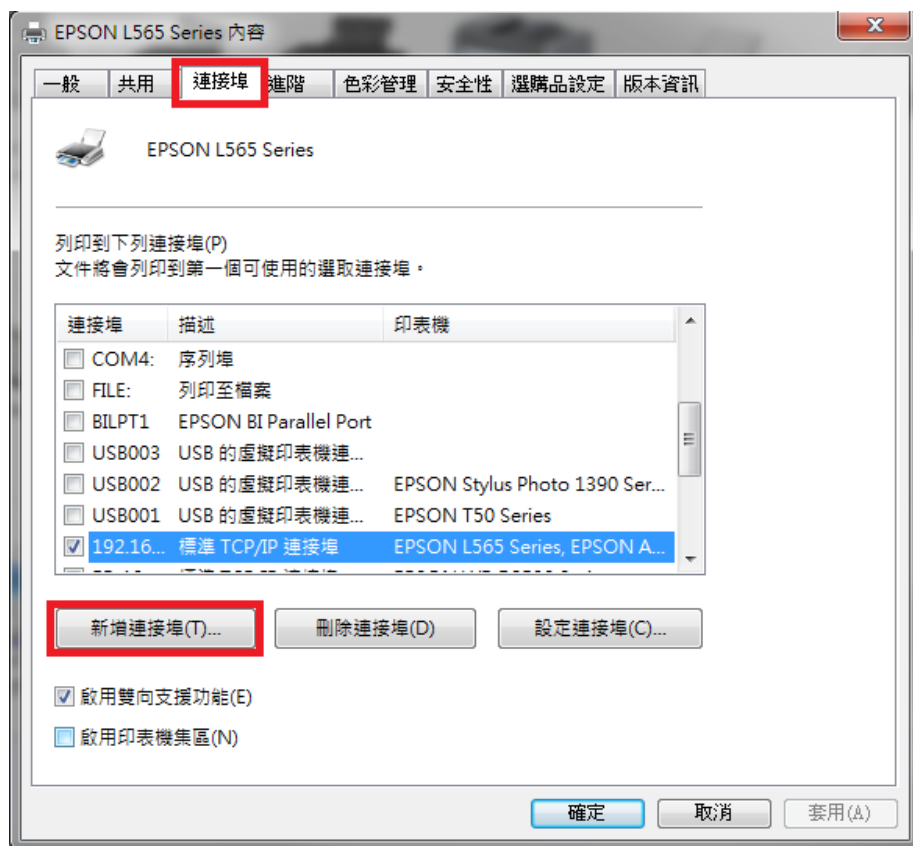 EPSON L565 Series 內容
一般 共用 連接埠 進階 色彩管理 安全性 選購品設定 版本資訊
EPSON L565 Series
列印到下列連接埠(P)
文件將會列印到第一個可使用的選取連接埠。
連接埠 描述 印表機
COM4: 序列埠
FILE: 列印至檔案
BILPT1 EPSON BI Parallel Port
USB003 USB 的虛擬印表機連...
USB002 USB 的虛擬印表機連... EPSON Stylus Photo 1390 Ser...
USB001 USB 的虛擬印表機連... EPSON T50 Series
192.16... 標準 TCP/IP 連接埠 EPSON L565 Series, EPSON A...
新增連接埠(T)... 刪除連接埠(D) 設定連接埠(C)...
啟用雙向支援功能(E)
啟用印表機集區(N)
確定 取消 套用(A)